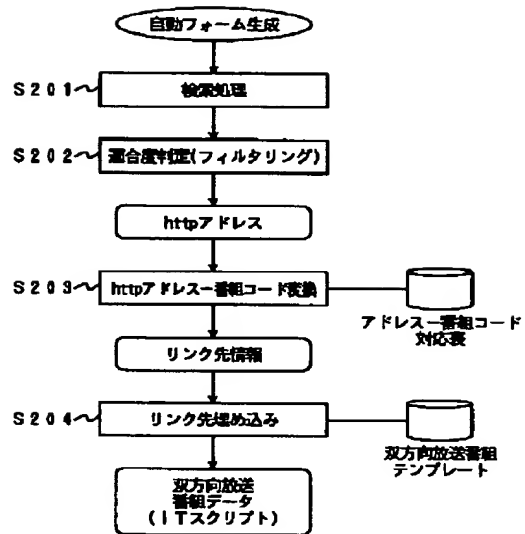 自動フォーム生成
S201
検索処理
S202
適合度判定(フィルタリング)
httpアドレス
S203
httpアドレスー番組コード変換
アドレスー番組コード
対応表
リンク先情報
S204
リンク先埋め込み
双方向放送番組
テンプレート
双方向放送
番組データ
(ITスクリプト)